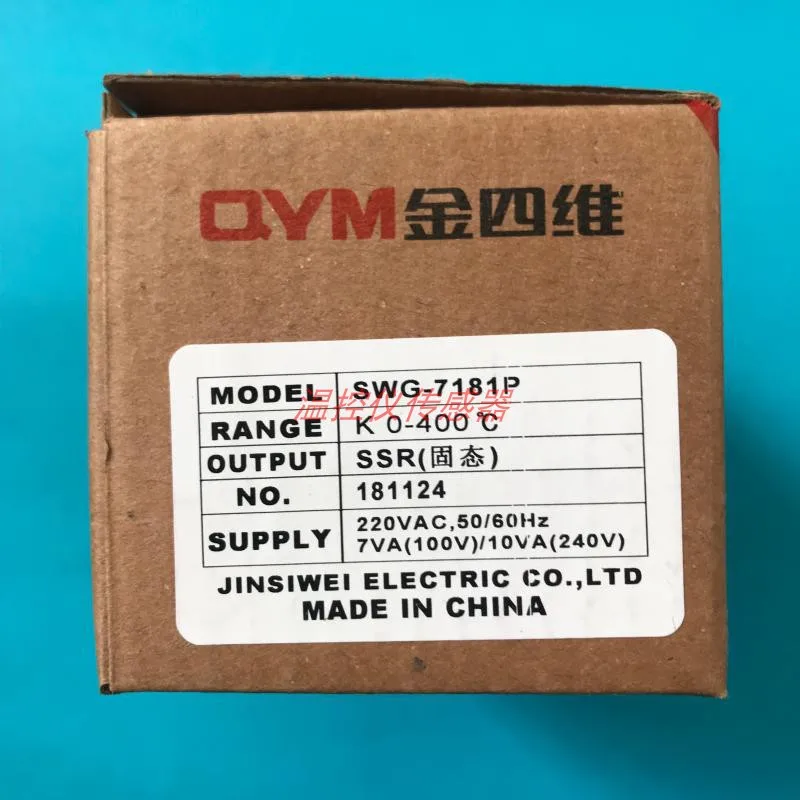 QYM金四维
MODEL SWG-7181P
温控仪传感器
RANGE K 0-400℃
OUTPUT SSR(固态)
NO. 181124
SUPPLY 220VAC,50/60Hz
7VA(100V)/10VA(240V)
JINSIWEI ELECTRIC CO.,LTD
MADE IN CHINA